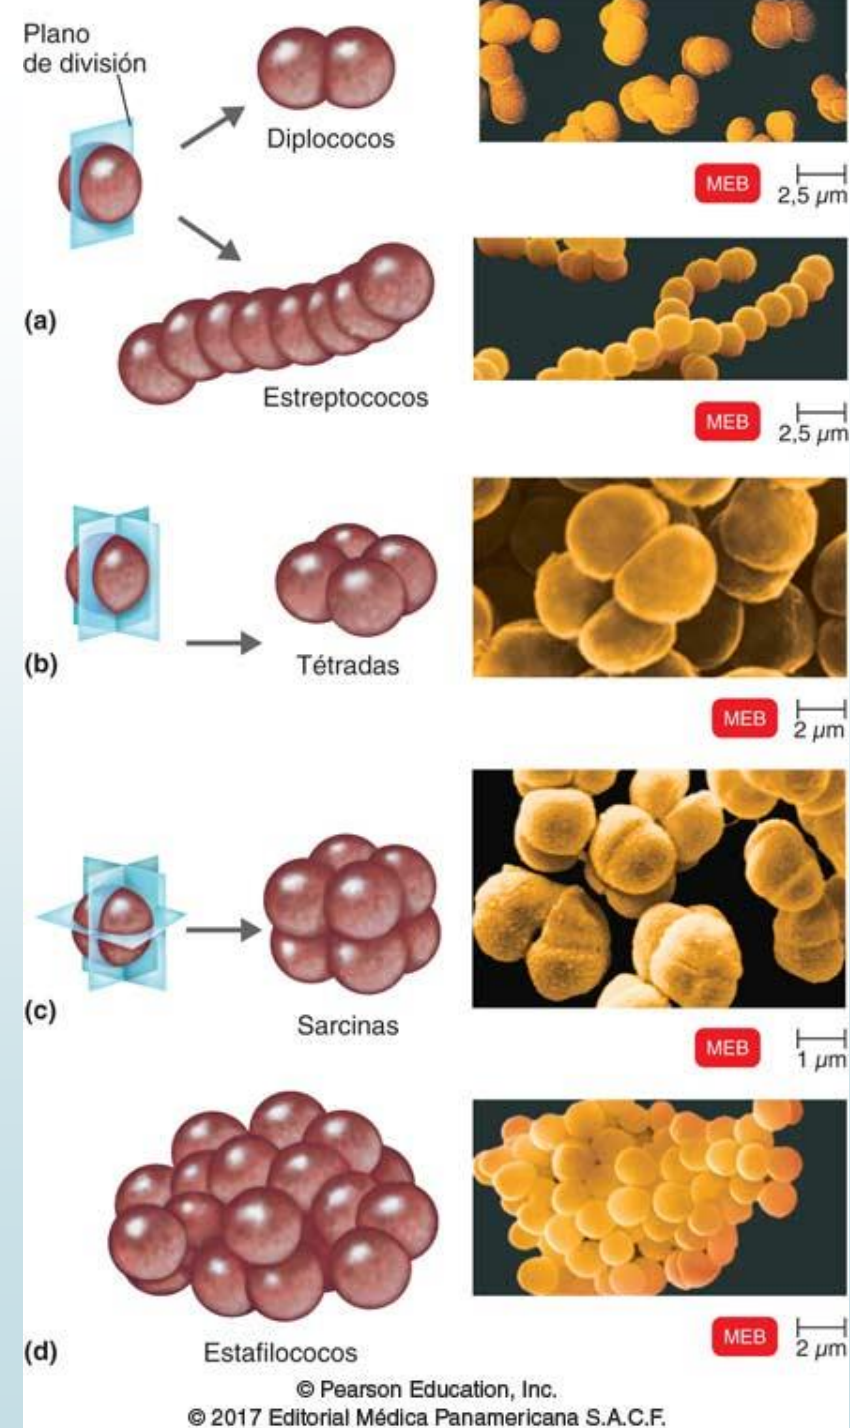 Plano
de división
Diplococos
MEB
2,5 µm
(a)
Estreptococos
MEB
2,5 µm
(b)
Tétradas
MEB
2 µm
(c)
Sarcinas
MEB
1 µm
(d)
Estafilococos
MEB
2 µm
© Pearson Education, Inc.
© 2017 Editorial Médica Panamericana S.A.C.F.